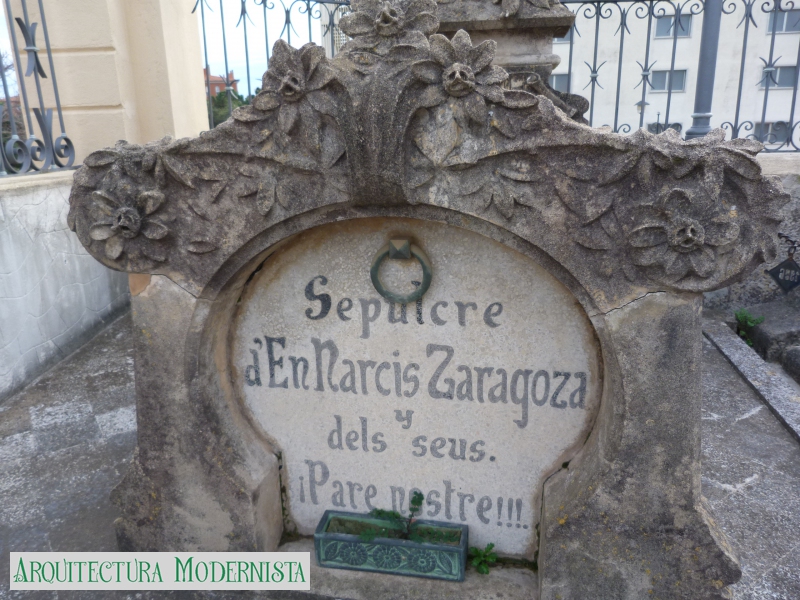 Sepulcre
d'En Narcis Zaragoza
y
dels seus.
¡Pare nostre!!!
Arquitectura Modernista